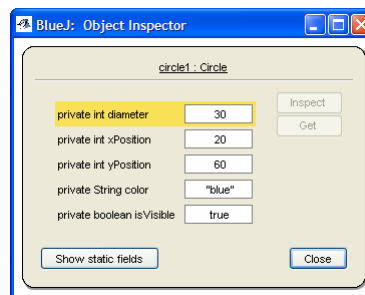 BlueJ: Object Inspector
circle1 : Circle
private int diameter 30
Inspect
Get
private int xPosition 20
private int yPosition 60
private String color "blue"
private boolean isVisible true
Show static fields
Close